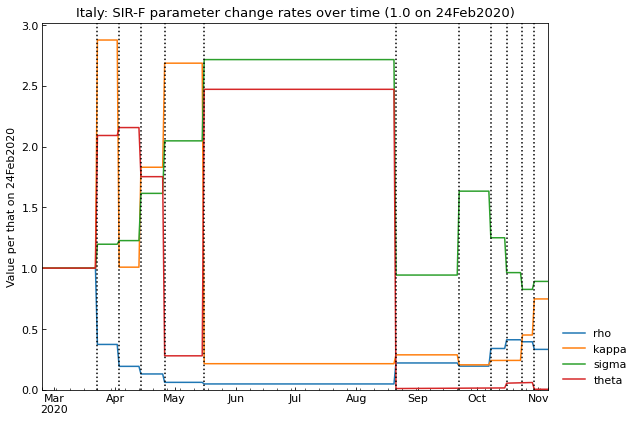 Italy: SIR-F parameter change rates over time (1.0 on 24Feb2020)
Value per that on 24Feb2020
3.0
2.5
2.0
1.5
1.0
0.5
0.0
Mar Apr May Jun Jul Aug Sep Oct Nov
2020
rho
kappa
sigma
theta